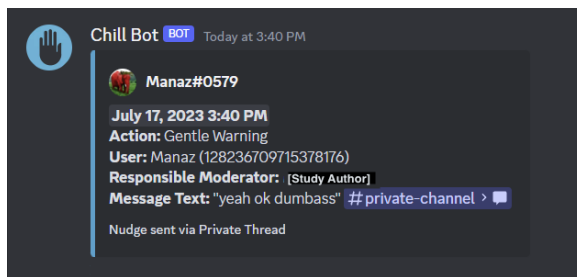 Chill Bot BOT Today at 3:40 PM
Manaz#0579
July 17, 2023 3:40 PM
Action: Gentle Warning
User: Manaz (128236709715378176)
Responsible Moderator: [Study Author]
Message Text: "yeah ok dumbass" #private-channel >
Nudge sent via Private Thread